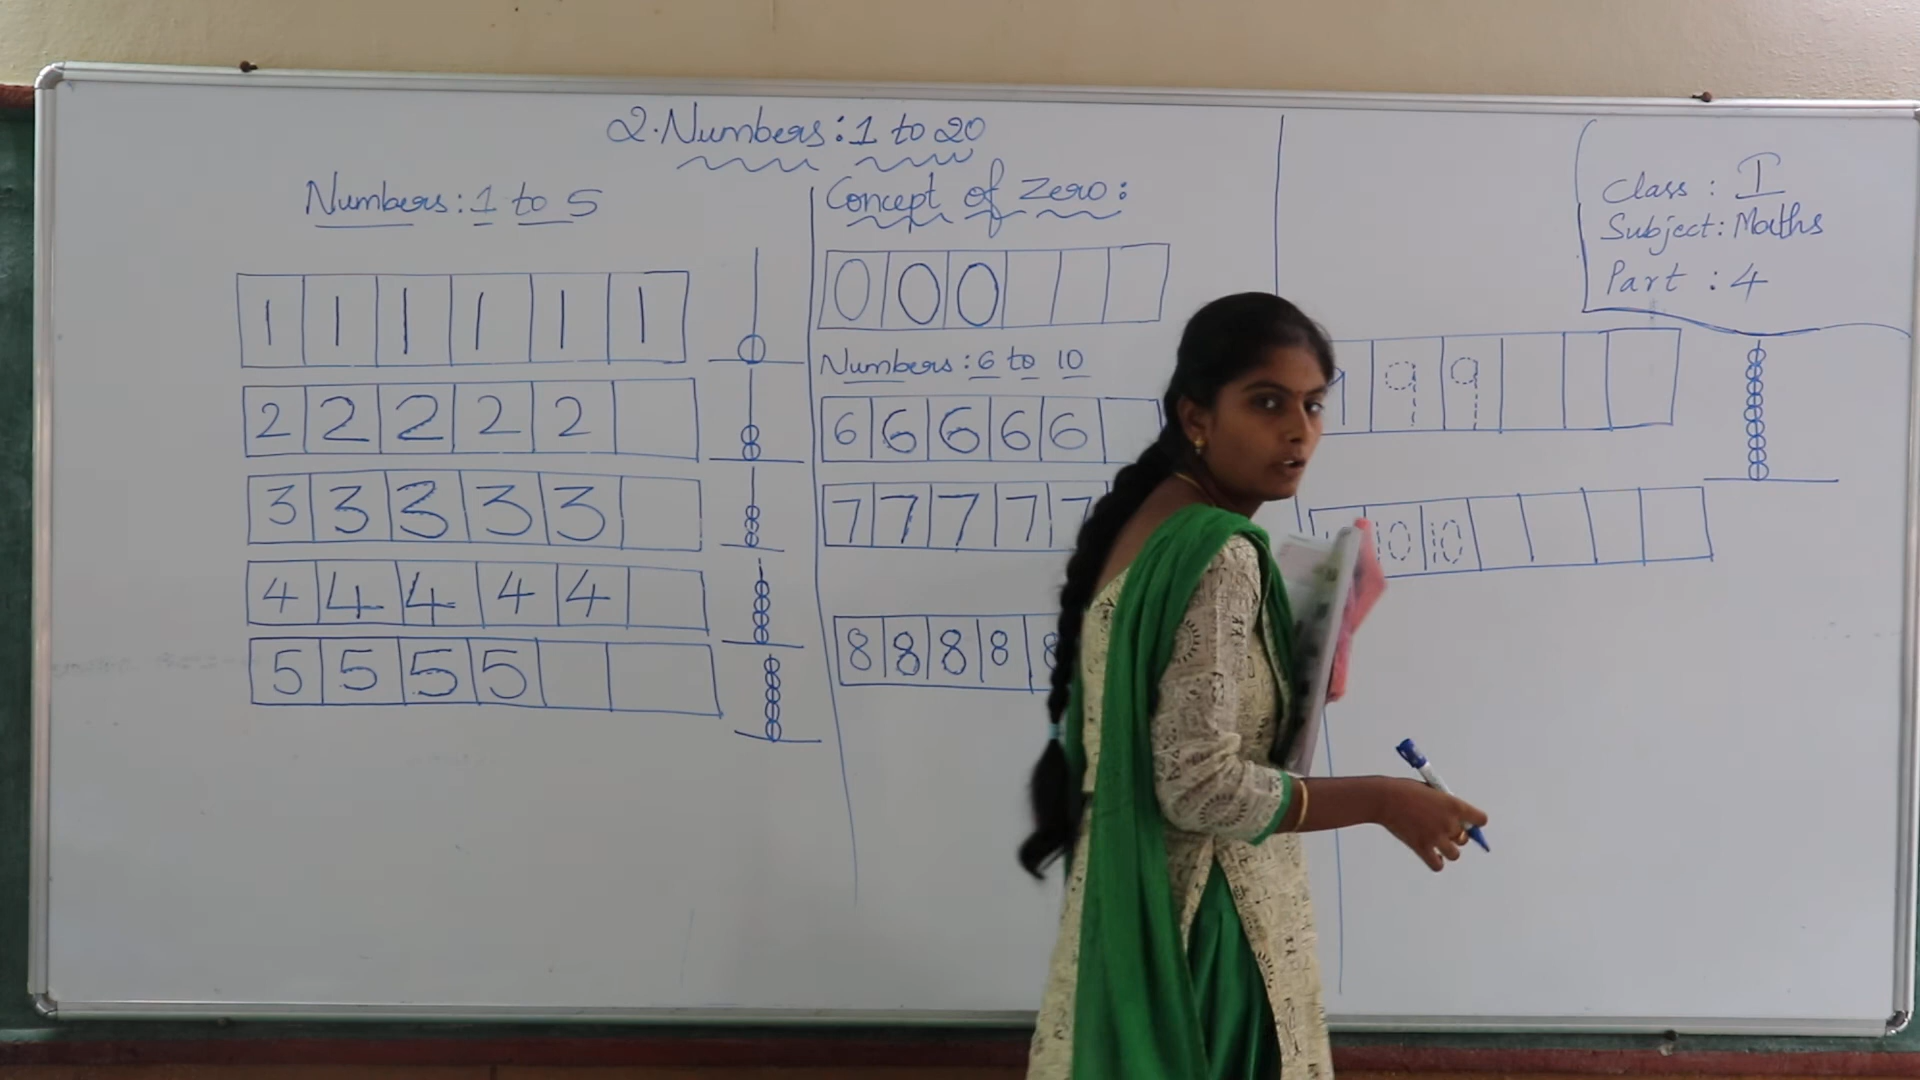 2. Numbers: 1 to 20
Numbers: 1 to 5
1 1 1 1 1 1
2 2 2 2 2
3 3 3 3 3
4 4 4 4 4
5 5 5 5
Concept of Zero:
0 0 0
Numbers: 6 to 10
6 6 6 6 6
7 7 7 7 7
8 8 8 8 8
Class : I
Subject: Maths
Part : 4
9 9 9
10 10